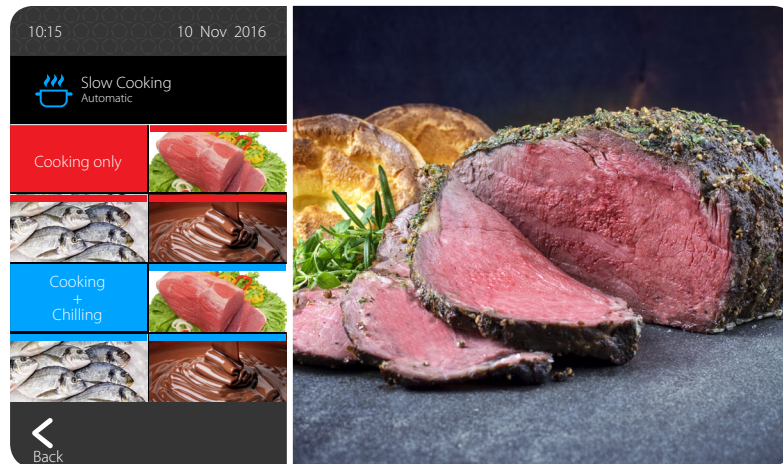 10:15
10 Nov 2016
Slow Cooking
Automatic
Cooking only
Cooking
+
Chilling
Back